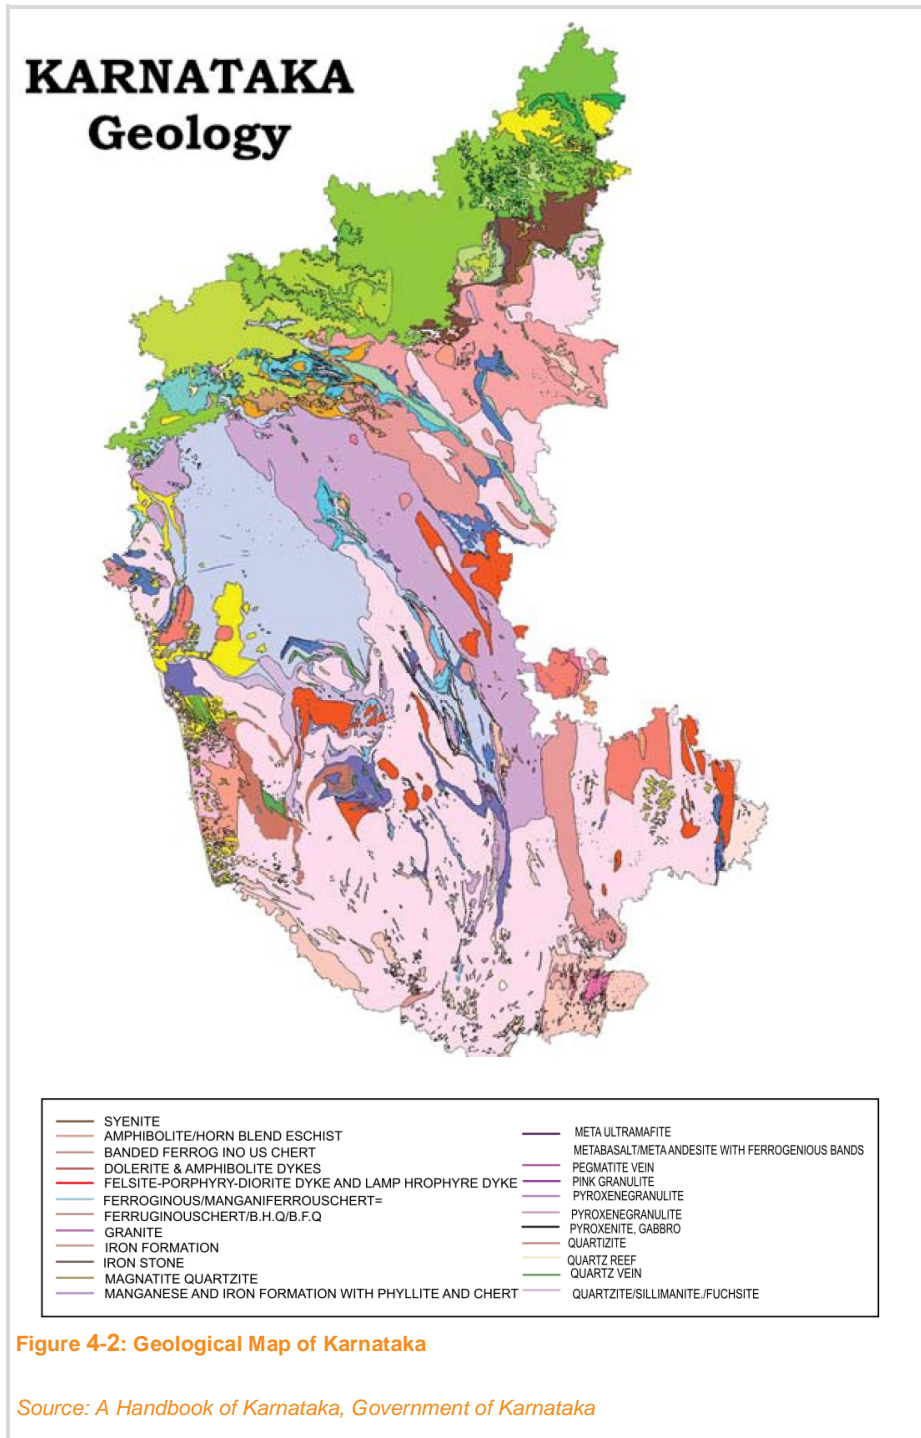 KARNATAKA
Geology
SYENITE
AMPHIBOLITE/HORN BLEND ESCHIST
BANDED FERROG INO US CHERT
DOLERITE & AMPHIBOLITE DYKES
FELSITE-PORPHYRY-DIORITE DYKE AND LAMP HROPHYRE DYKE
FERROGINOUS/MANGANIFERROUSCHERT=
FERRUGINOUSCHERT/B.H.Q/B.F.Q
GRANITE
IRON FORMATION
IRON STONE
MAGNATITE QUARTZITE
MANGANESE AND IRON FORMATION WITH PHYLLITE AND CHERT
META ULTRAMAFITE
METABASALT/META ANDESITE WITH FERROGENIOUS BANDS
PEGMATITE VEIN
PINK GRANULITE
PYROXENEGRANULITE
PYROXENEGRANULITE
PYROXENITE, GABBRO
QUARTIZITE
QUARTZ REEF
QUARTZ VEIN
QUARTZITE/SILLIMANITE./FUCHSITE
Figure 4-2: Geological Map of Karnataka
Source: A Handbook of Karnataka, Government of Karnataka